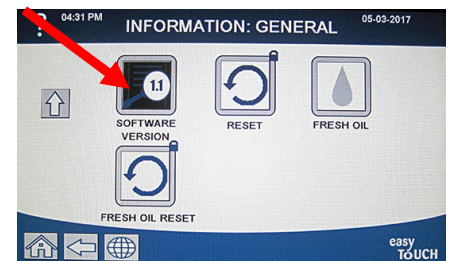 ? 04:31 PM INFORMATION: GENERAL 05-03-2017
1.1
SOFTWARE VERSION
RESET
FRESH OIL
FRESH OIL RESET
easy
TOUCH